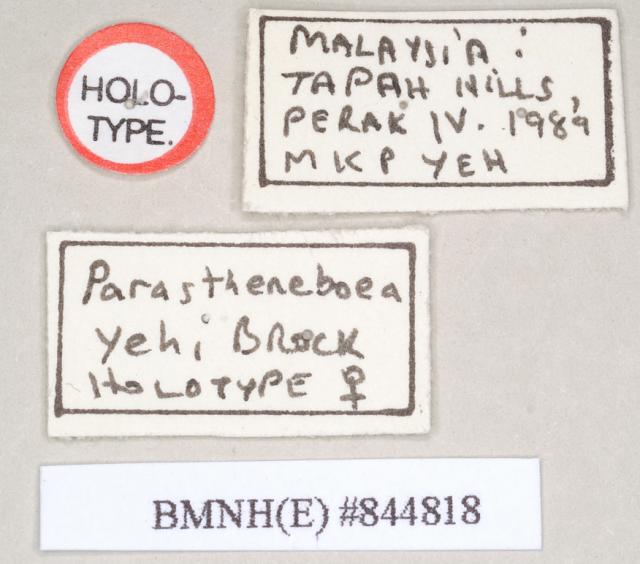 HOLO-
TYPE.
MALAYSIA:
TAPAH HILLS,
PERAK IV. 1989,
MKP YEH
Parastheneboea
yehi BROCK
HOLOTYPE ♀
BMNH(E) #844818